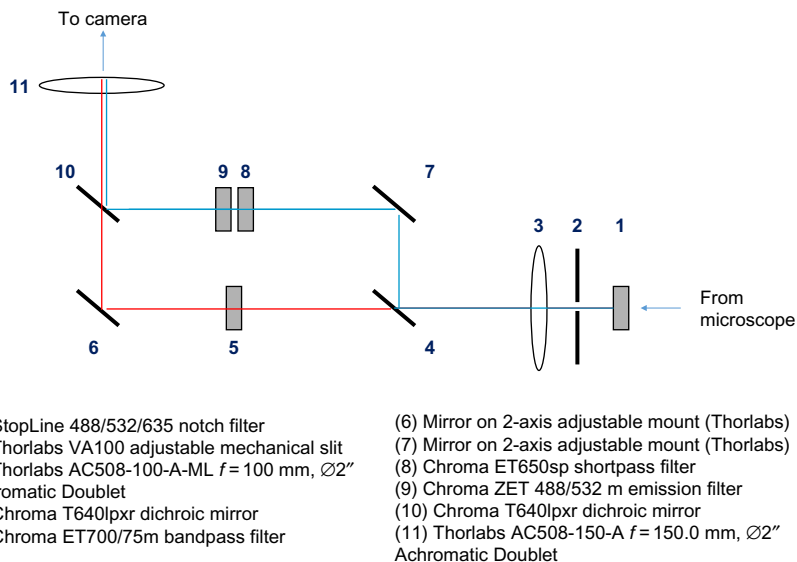 To camera
11
10
9 8
7
3
2
1
From
microscope
6
5
4
StopLine 488/532/635 notch filter
Thorlabs VA100 adjustable mechanical slit
Thorlabs AC508-100-A-ML f = 100 mm, ∅2″
romatic Doublet
Chroma T640lpxr dichroic mirror
Chroma ET700/75m bandpass filter
(6) Mirror on 2-axis adjustable mount (Thorlabs)
(7) Mirror on 2-axis adjustable mount (Thorlabs)
(8) Chroma ET650sp shortpass filter
(9) Chroma ZET 488/532 m emission filter
(10) Chroma T640lpxr dichroic mirror
(11) Thorlabs AC508-150-A f = 150.0 mm, ∅2″
Achromatic Doublet